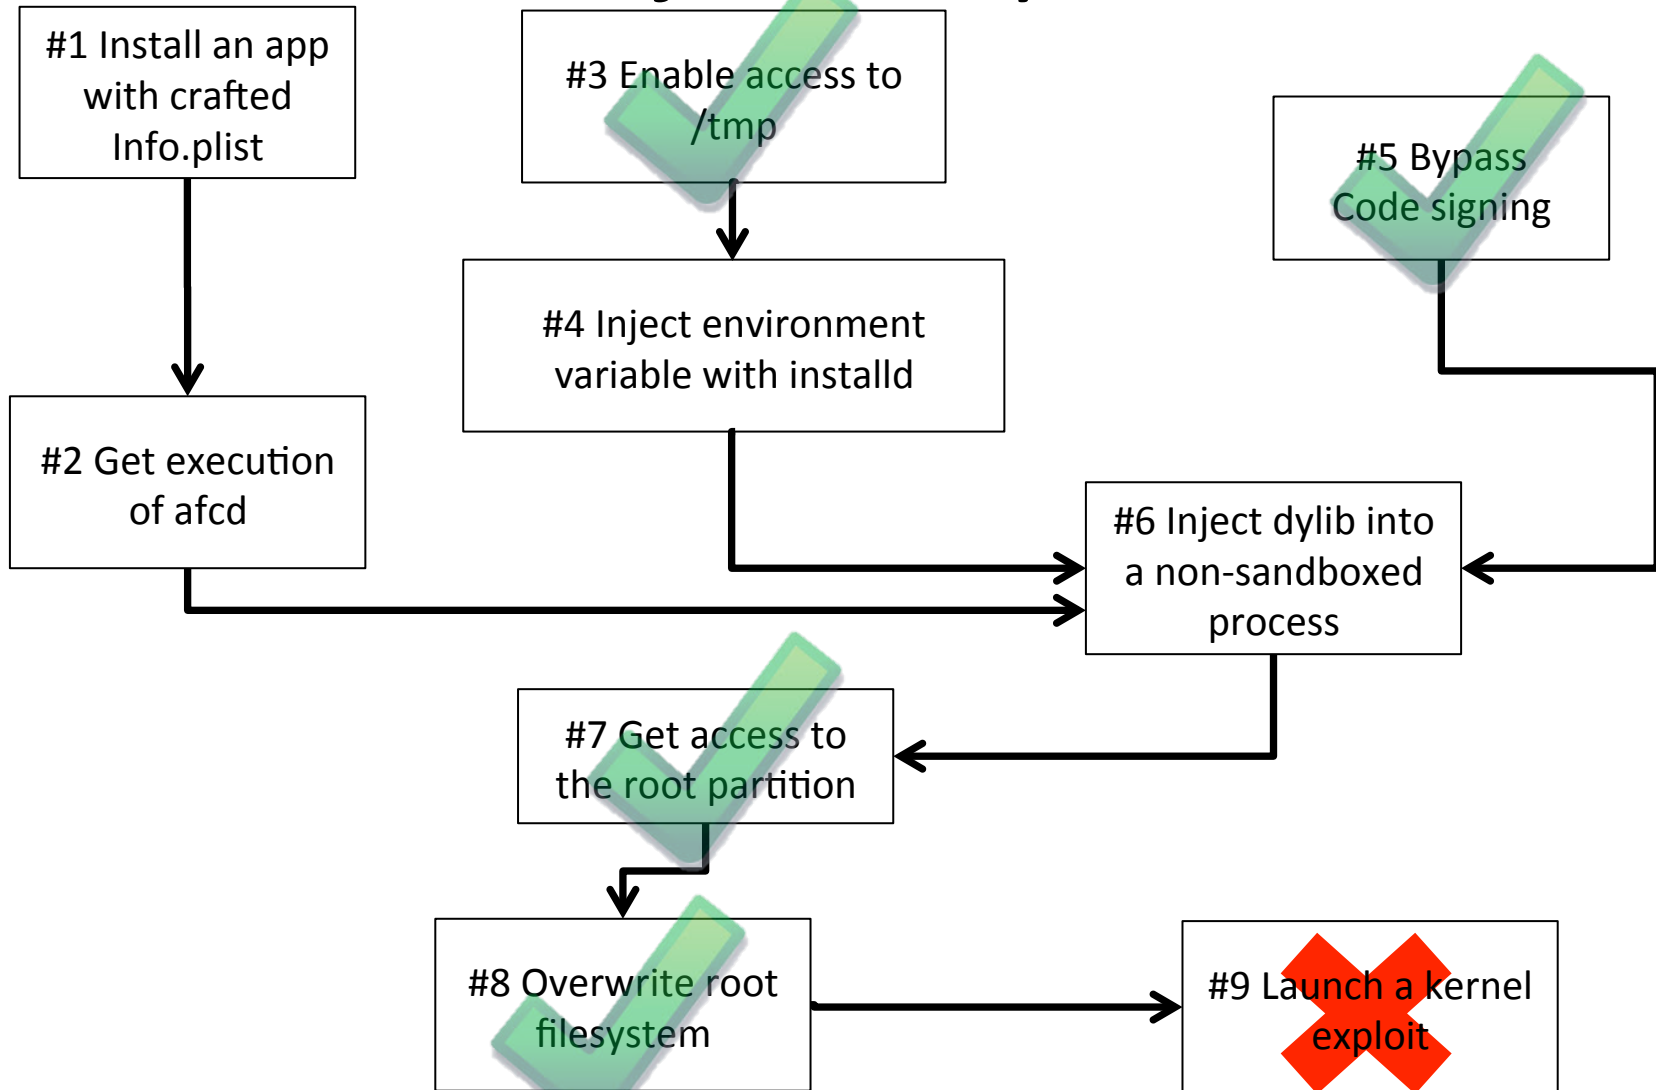 #1 Install an app
with crafted
Info.plist
#3 Enable access to
/tmp
#5 Bypass
Code signing
#4 Inject environment
variable with installd
#2 Get execution
of afcd
#6 Inject dylib into
a non-sandboxed
process
#7 Get access to
the root partition
#8 Overwrite root
filesystem
#9 Launch a kernel
exploit